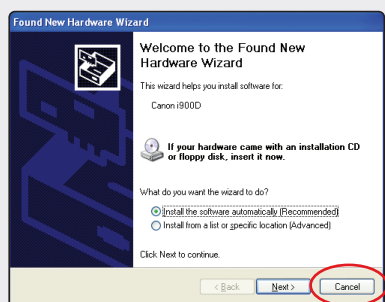 Found New Hardware Wizard
Welcome to the Found New
Hardware Wizard
This wizard helps you install software for:
Canon i900D
If your hardware came with an installation CD
or floppy disk, insert it now.
What do you want the wizard to do?
Install the software automatically (Recommended)
Install from a list or specific location (Advanced)
Click Next to continue.
< Back Next > Cancel